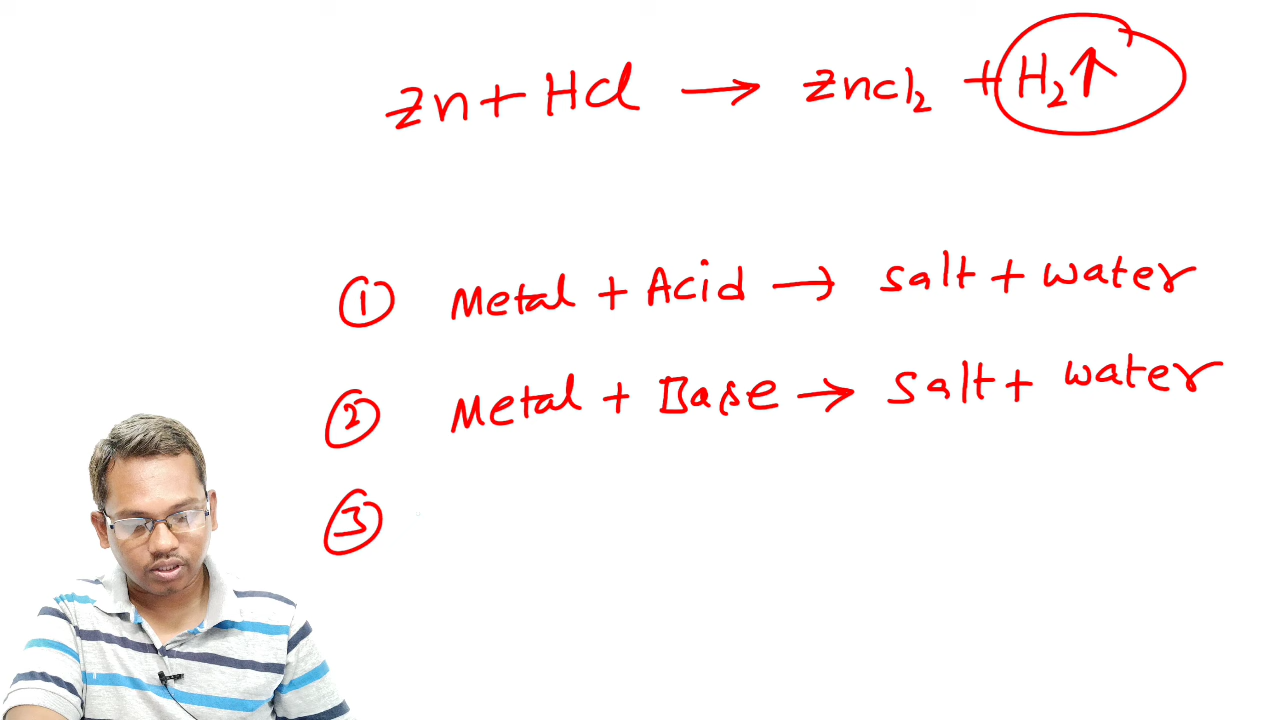 Zn + HCl → ZnCl₂ + H₂↑
① Metal + Acid → Salt + water
② Metal + Base → Salt + water
③